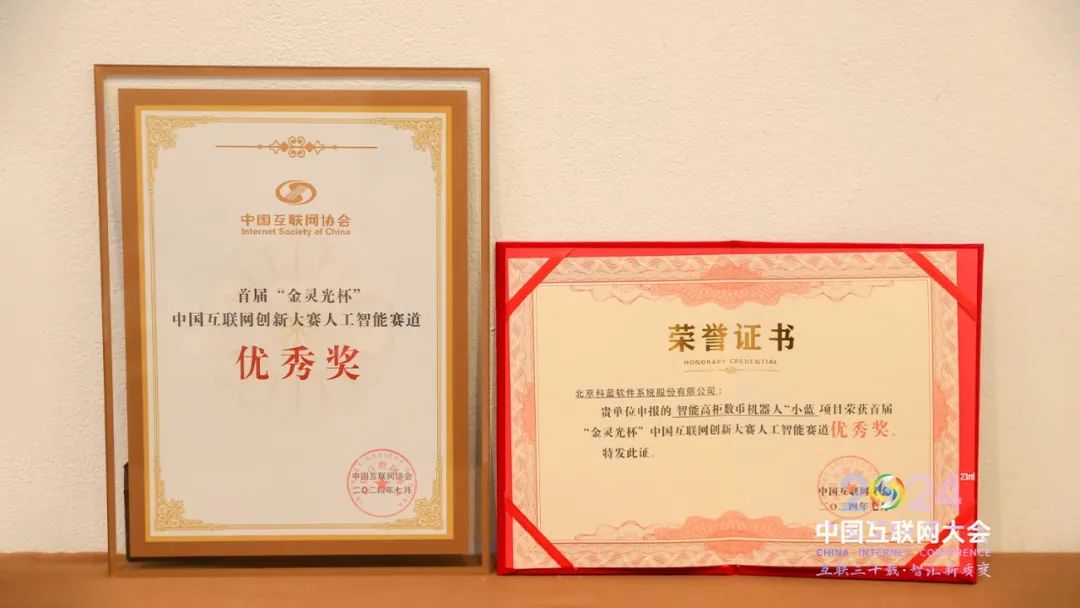 中国互联网协会
Internet Society of China
首届“金灵光杯”
中国互联网创新大赛人工智能赛道
优秀奖
中国互联网协会
二〇二四年七月
荣誉证书
HONORARY CREDENTIAL
北京科蓝软件系统股份有限公司：
贵单位申报的 智能高柜数币机器人“小蓝 项目荣获首届
“金灵光杯”中国互联网创新大赛人工智能赛道优秀奖。
特发此证。
中国互联网
二〇二四年七
2024
23rd
中国互联网大会
CHINA · INTERNET · CONFERENCE
互联三十载·智汇新质变